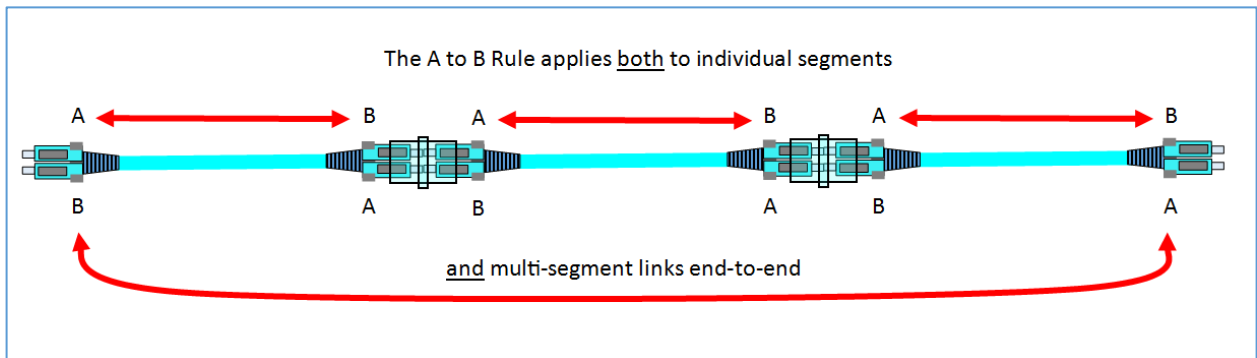 The A to B Rule applies both to individual segments
A B A B A B
B A B A B A
and multi-segment links end-to-end